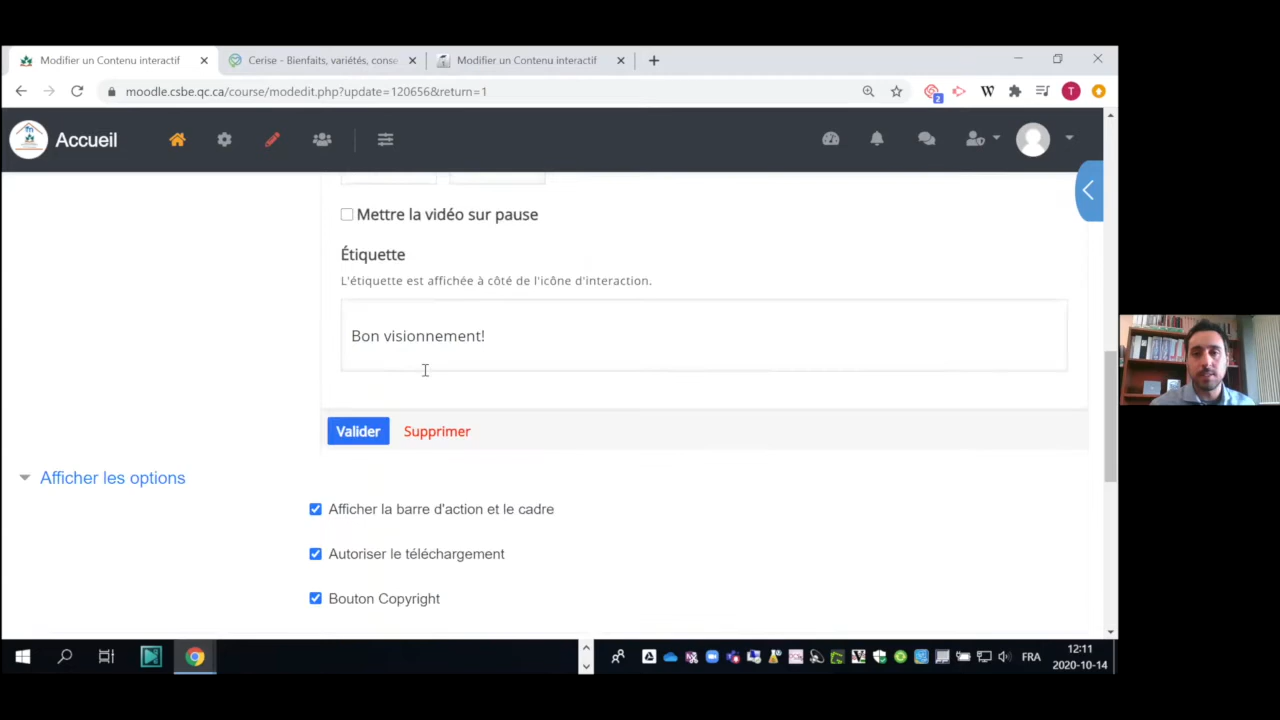 Modifier un Contenu interactif
Cerise - Bienfaits, variétés, conse
Modifier un Contenu interactif
moodle.csbe.qc.ca/course/modedit.php?update=120656&return=1
2
W
T
Accueil
Mettre la vidéo sur pause
Étiquette
L'étiquette est affichée à côté de l'icône d'interaction.
Bon visionnement!
Valider Supprimer
Afficher les options
Afficher la barre d'action et le cadre
Autoriser le téléchargement
Bouton Copyright
FRA
12:11
2020-10-14